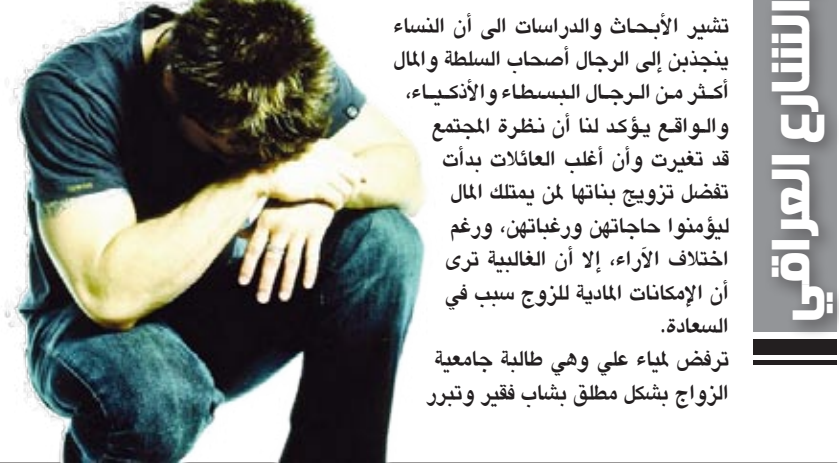 الشارع العراقي
تشير الأبحاث والدراسات الى أن النساء
ينجذبن إلى الرجال أصحاب السلطة والمال
أكثر من الرجال البسطاء والأذكياء،
والواقع يؤكد لنا أن نظرة المجتمع
قد تغيرت وأن أغلب العائلات بدأت
تفضل تزويج بناتها لمن يمتلك المال
ليؤمنوا حاجاتهن ورغباتهن، ورغم
اختلاف الآراء، إلا أن الغالبية ترى
أن الإمكانات المادية للزوج سبب في
السعادة.
ترفض لمياء علي وهي طالبة جامعية
الزواج بشكل مطلق بشاب فقير وتبرر